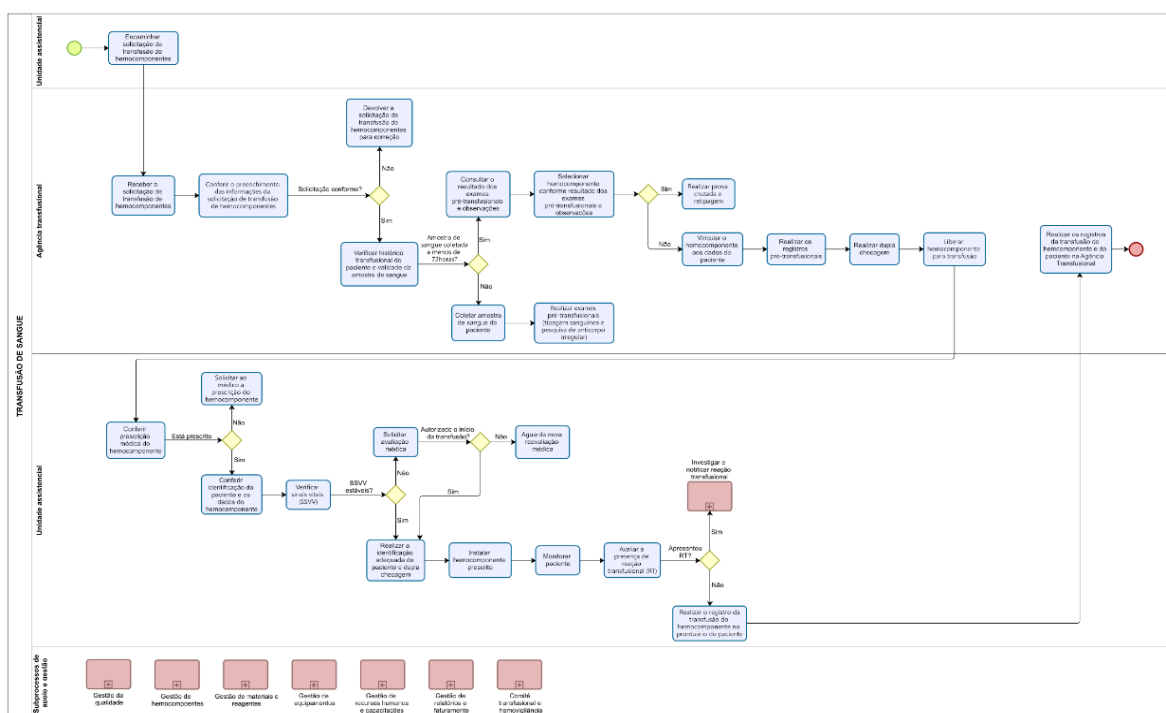 TRANSFUSÃO DE SANGUE
Unidade assistencial
Encaminhar
solicitação de
transfusão de
hemocomponentes
Agência transfusional
Receber a
solicitação de
transfusão de
hemocomponentes
Conferir o preenchimento
das informações da
solicitação de transfusão
de hemocomponentes
Solicitação conforme?
Não
Devolver a
solicitação da
transfusão de
hemocomponentes
para correção
Sim
Verificar histórico
transfusional do
paciente e validade da
amostra de sangue
Amostra de
sangue coletada
a menos de
72horas?
Sim
Consultar o
resultado dos
exames
pré-transfusionais
e observações
Selecionar
hemocomponente
conforme resultado dos
exames
pré-transfusionais e
observações
Sim
Realizar prova
cruzada e
retipagem
Não
Vincular o
hemocomponente
aos dados do
paciente
Realizar os
registros
pré-transfusionais
Realizar dupla
checagem
Liberar
hemocomponente
para transfusão
Realizar os registros
da transfusão do
hemocomponente e do
paciente na Agência
Transfusional
Não
Coletar amostra
de sangue do
paciente
Realizar exames
pré-transfusionais
(tipagem sanguínea e
pesquisa de anticorpo
irregular)
Unidade assistencial
Conferir
prescrição
médica do
hemocomponente
Está prescrito
Não
Solicitar ao
médico a
prescrição do
hemocomponente
Sim
Conferir
identificação do
paciente e os
dados do
hemocomponente
Verificar
sinais vitais
(SSVV)
SSVV
estáveis?
Não
Solicitar
avaliação
médica
Autorizado o início
da transfusão?
Não
Aguarda nova
reavaliação
médica
Sim
Sim
Realizar a
identificação
adequada do
paciente e dupla
checagem
Instalar
hemocomponente
prescrito
Monitorar
paciente
Avaliar a
presença de
reação
transfusional (RT)
Apresentou
RT?
Sim
Investigar e
notificar reação
transfusional
Não
Realizar o registro da
transfusão do
hemocomponente no
prontuário do paciente
Subprocessos de
apoio e gestão
Gestão da
qualidade
Gestão de
hemocompoentes
Gestão de materiais e
reagentes
Gestão de
equipamentos
Gestão de
recursos humanos
e capacitações
Gestão de
relatórios e
faturamento
Comitê
transfusional e
hemovigilância